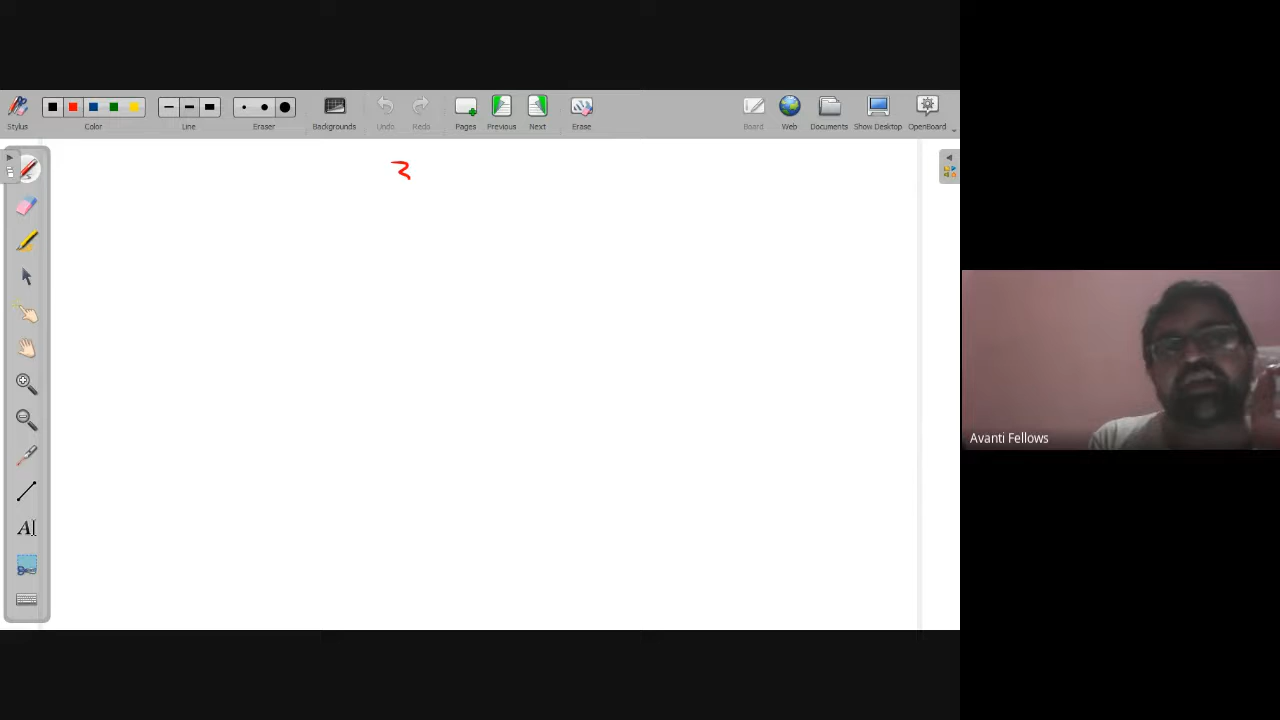 Stylus Color Line Eraser Backgrounds Undo Redo Pages Previous Next Erase Board Web Documents Show Desktop OpenBoard
A
Avanti Fellows